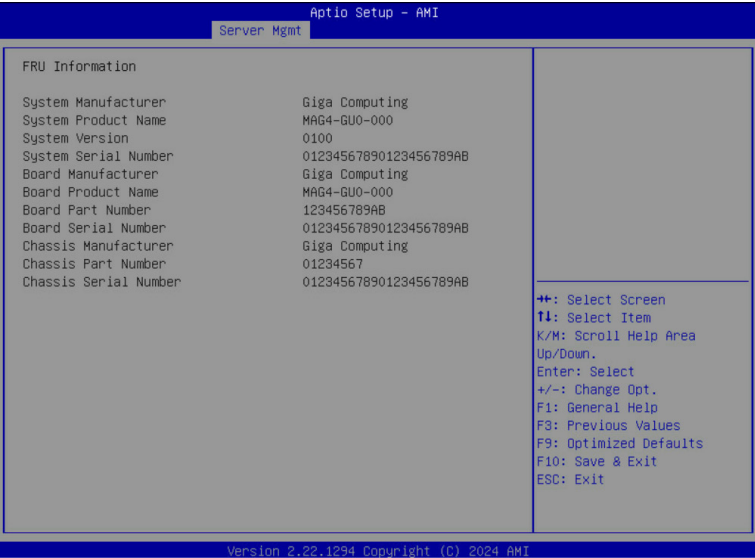 Aptio Setup – AMI
Server Mgmt
FRU Information
System Manufacturer Giga Computing
System Product Name MAG4-GU0-000
System Version 0100
System Serial Number 01234567890123456789AB
Board Manufacturer Giga Computing
Board Product Name MAG4-GU0-000
Board Part Number 123456789AB
Board Serial Number 01234567890123456789AB
Chassis Manufacturer Giga Computing
Chassis Part Number 01234567
Chassis Serial Number 01234567890123456789AB
→←: Select Screen
↑↓: Select Item
K/M: Scroll Help Area
Up/Down.
Enter: Select
+/-: Change Opt.
F1: General Help
F3: Previous Values
F9: Optimized Defaults
F10: Save & Exit
ESC: Exit
Version 2.22.1294 Copyright (C) 2024 AMI